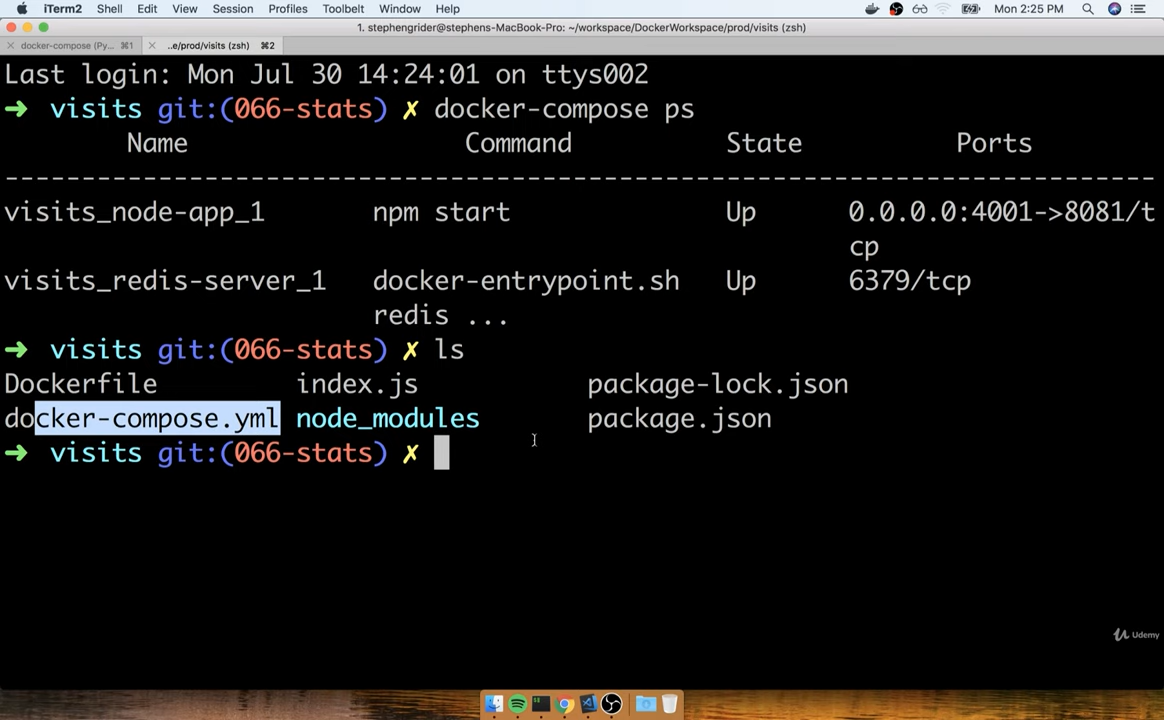 iTerm2 Shell Edit View Session Profiles Toolbelt Window Help Mon 2:25 PM
1. stephengrider@stephens-MacBook-Pro: ~/workspace/DockerWorkspace/prod/visits (zsh)
docker-compose (Py... ⌘1 ..e/prod/visits (zsh) ⌘2
Last login: Mon Jul 30 14:24:01 on ttys002
➜ visits git:(066-stats) ✗ docker-compose ps
Name Command State Ports
--------------------------------------------------------------------------------
visits_node-app_1 npm start Up 0.0.0.0:4001->8081/t
cp
visits_redis-server_1 docker-entrypoint.sh Up 6379/tcp
redis ...
➜ visits git:(066-stats) ✗ ls
Dockerfile index.js package-lock.json
docker-compose.yml node_modules package.json
➜ visits git:(066-stats) ✗
Udemy